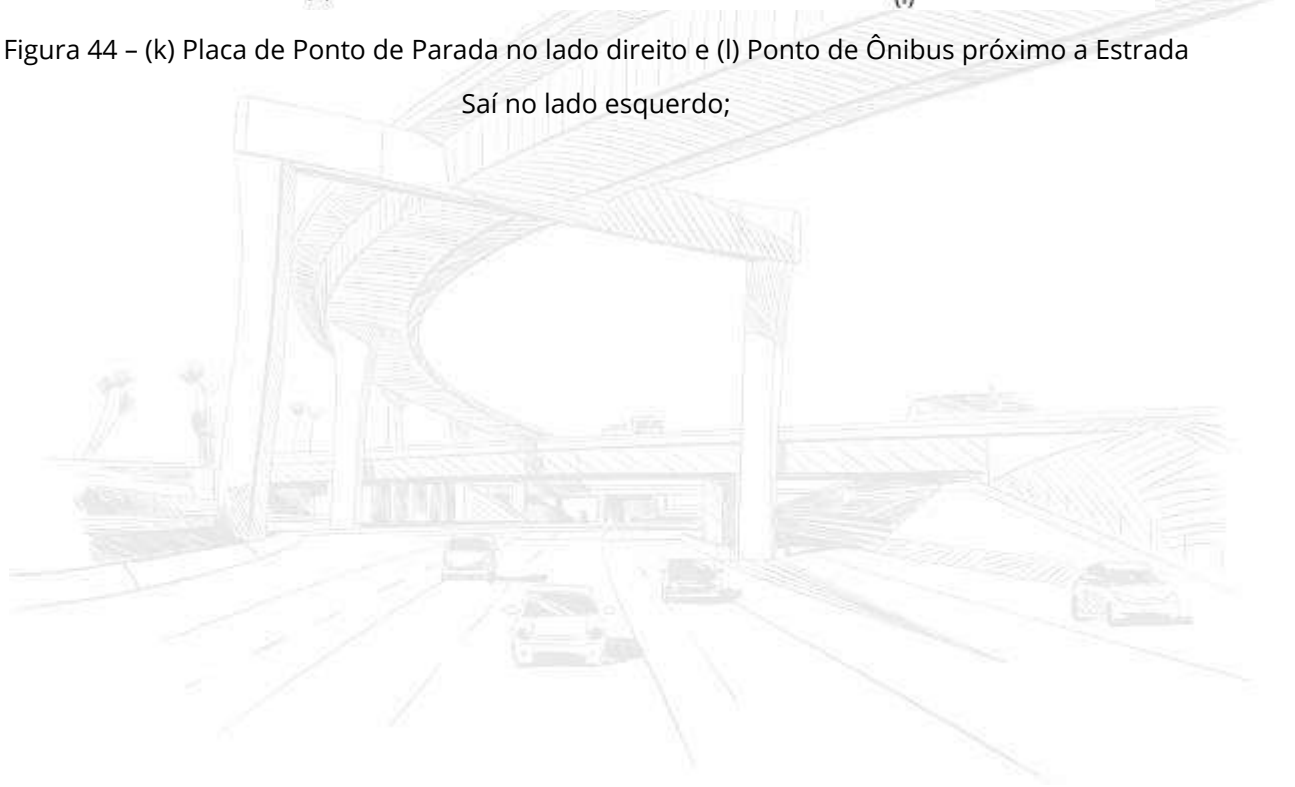 (l)
Figura 44 – (k) Placa de Ponto de Parada no lado direito e (l) Ponto de Ônibus próximo a Estrada
Saí no lado esquerdo;